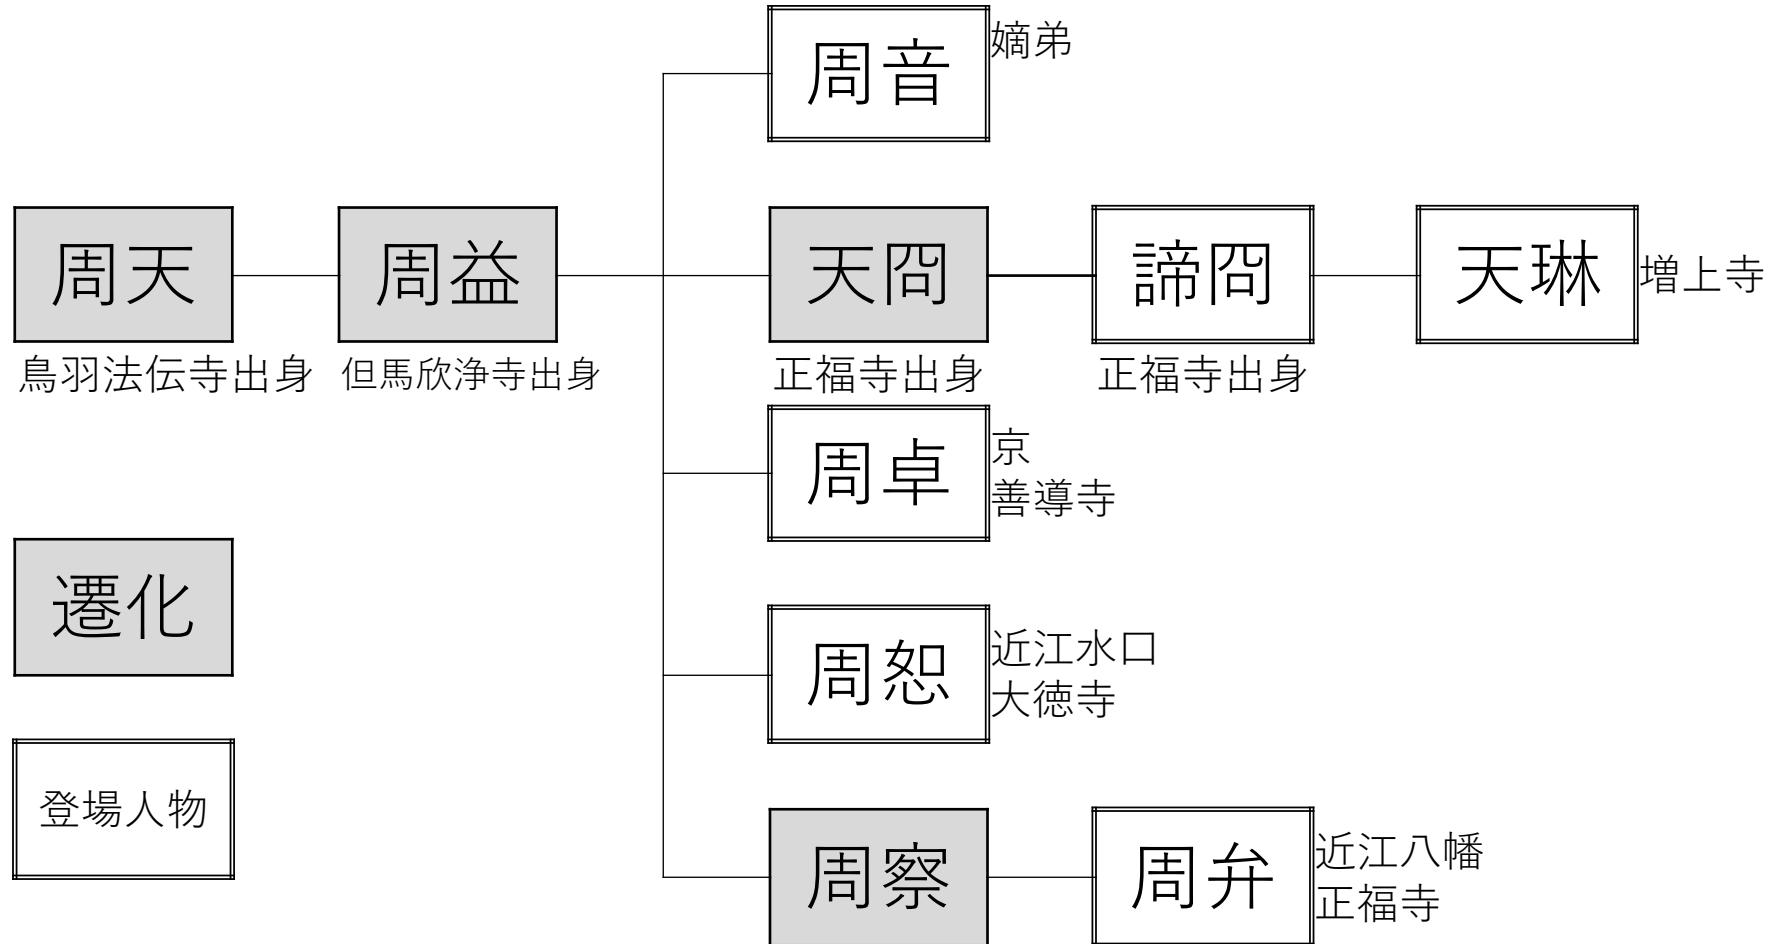 周音
嫡弟
周天
鳥羽法伝寺出身
周益
但馬欣浄寺出身
天冏
正福寺出身
諦冏
正福寺出身
天琳
増上寺
周卓
京
善導寺
遷化
周恕
近江水口
大徳寺
登場人物
周察
周弁
近江八幡
正福寺